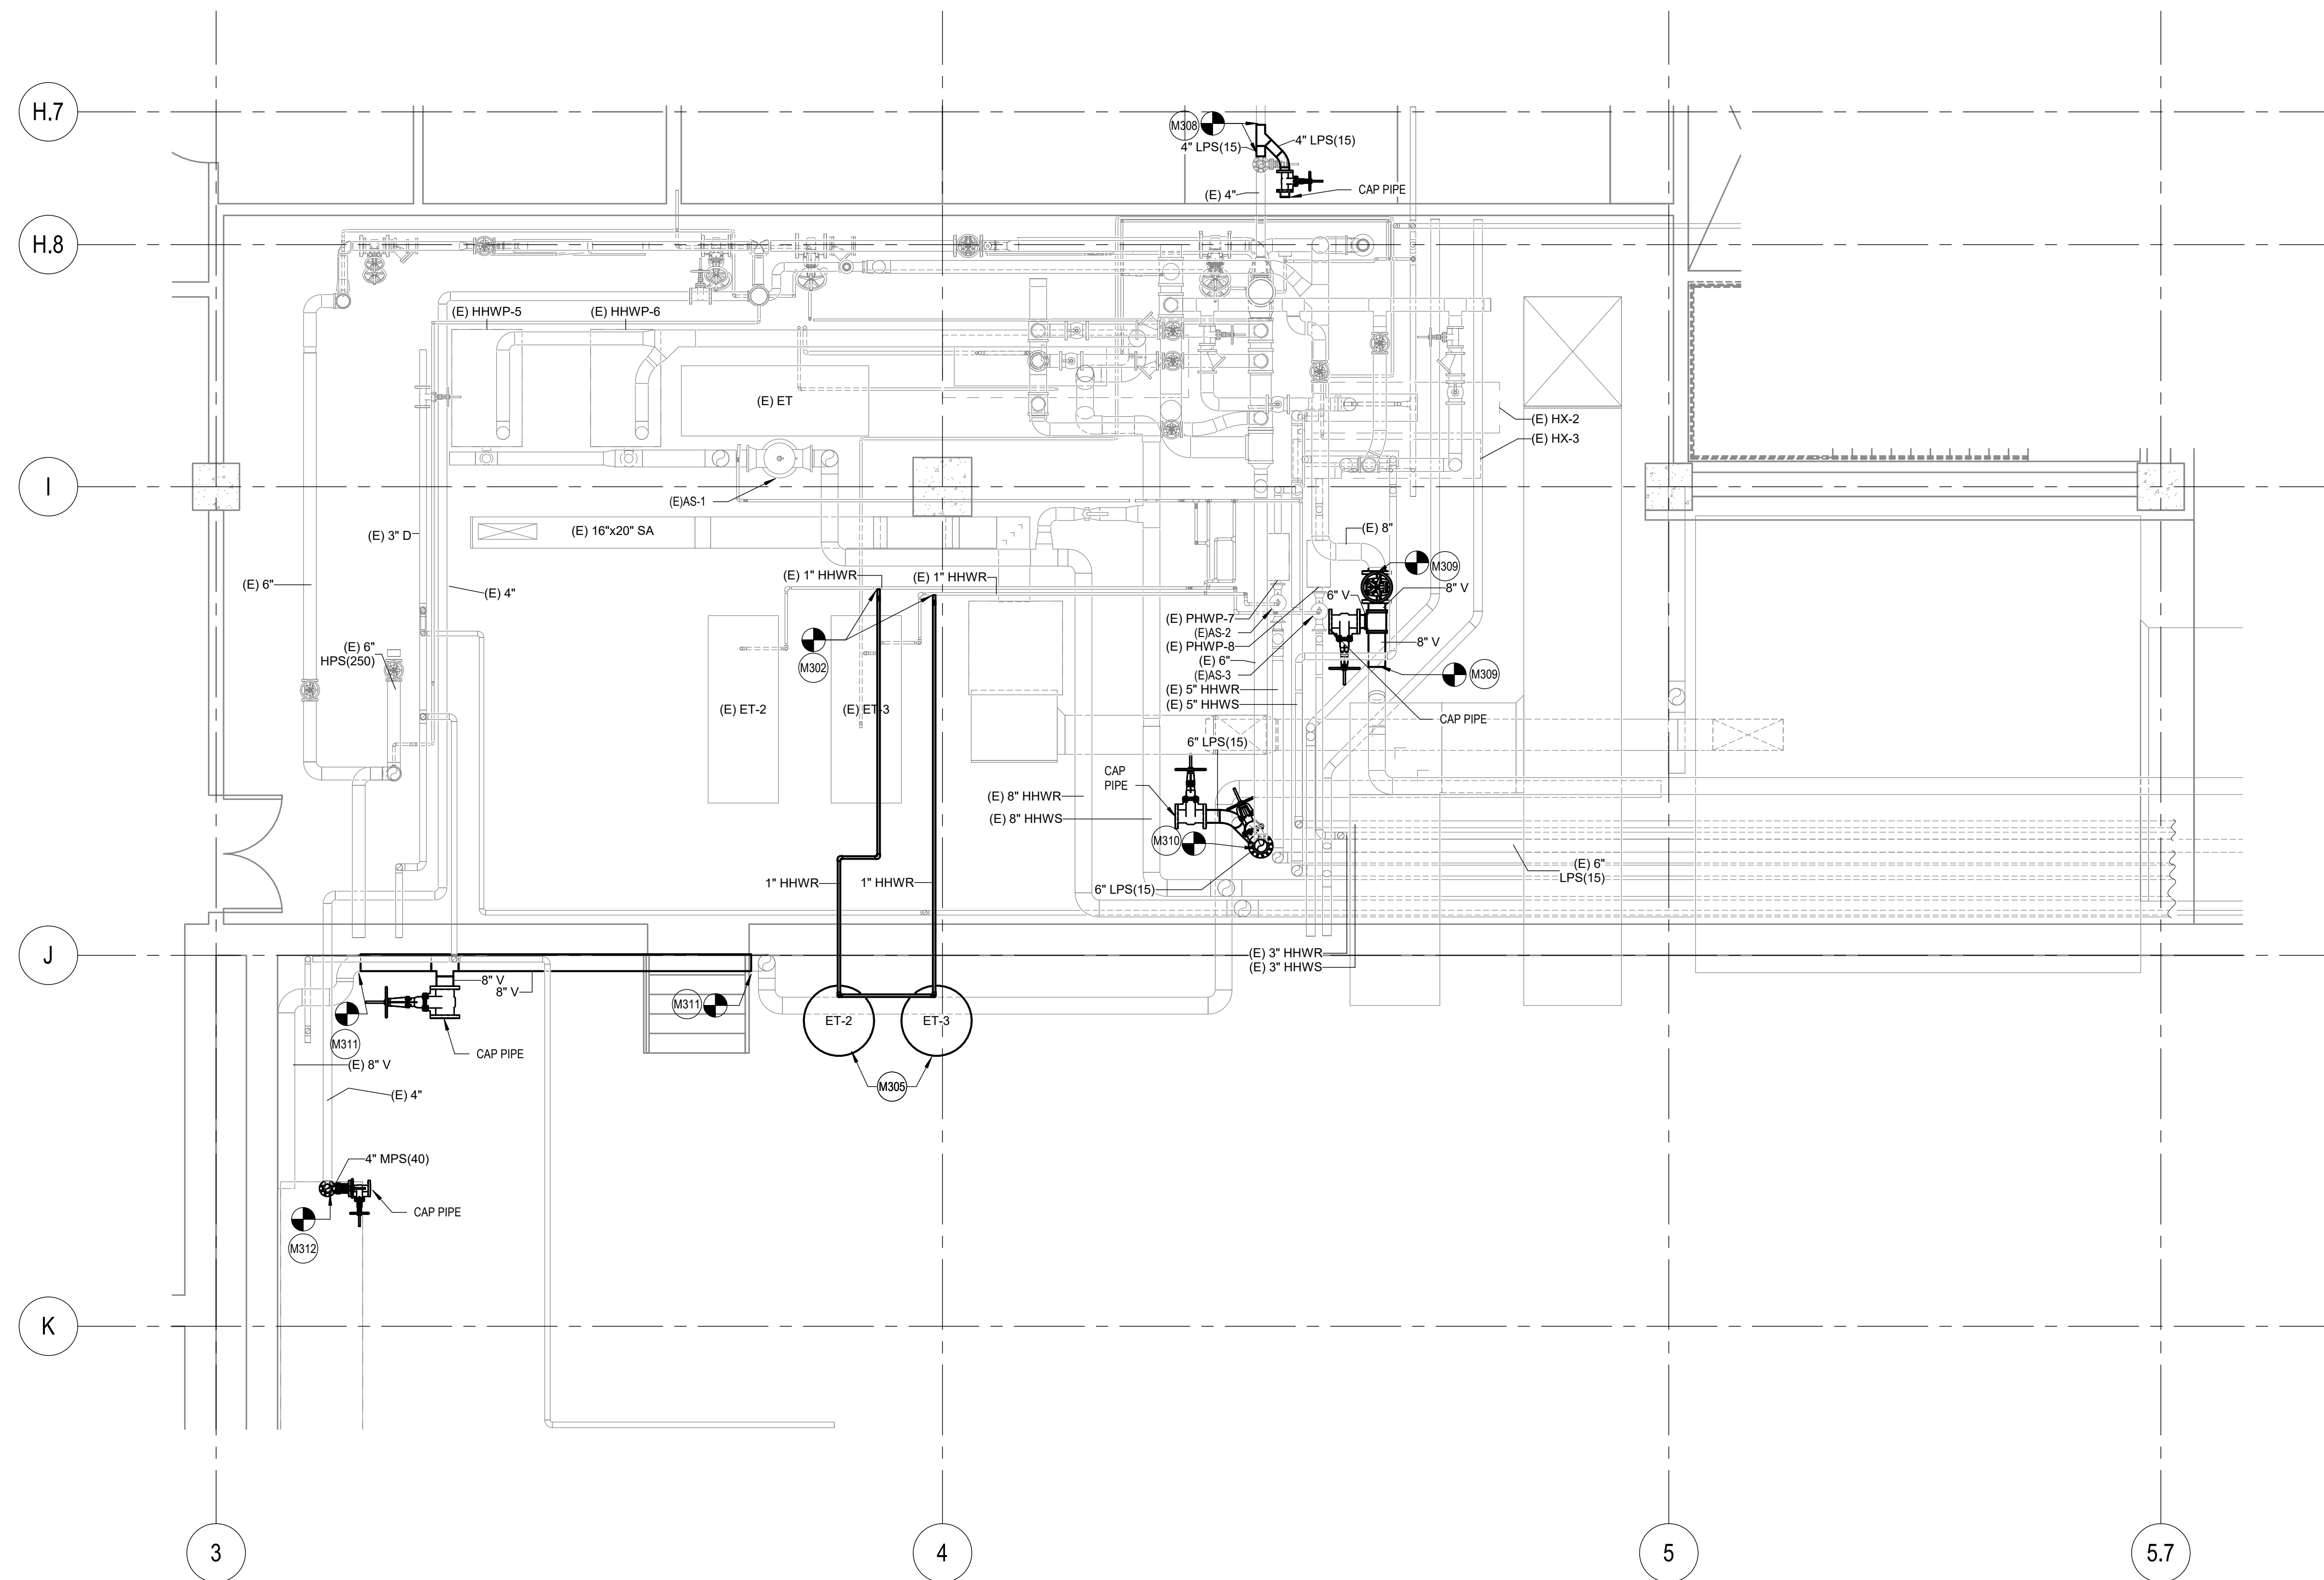 H.7
M308
4" LPS(15)
4" LPS(15)
(E) 4"
CAP PIPE
H.8
(E) HHWP-5
(E) HHWP-6
(E) ET
(E) HX-2
(E) HX-3
I
(E)AS-1
(E) 3" D
(E) 16"x20" SA
(E) 8"
(E) 6"
(E) 4"
(E) 1" HHWR
(E) 1" HHWR
M309
8" V
6" V
(E) PHWP-7
(E)AS-2
(E) PHWP-8
(E) 6"
(E)AS-3
(E) 5" HHWR
(E) 5" HHWS
8" V
M309
(E) 6"
HPS(250)
M302
(E) ET-2
(E) ET-3
CAP PIPE
6" LPS(15)
CAP
PIPE
(E) 8" HHWR
(E) 8" HHWS
M310
(E) 6"
LPS(15)
1" HHWR
1" HHWR
6" LPS(15)
J
(E) 3" HHWR
(E) 3" HHWS
8" V
8" V
M311
M311
ET-2
ET-3
CAP PIPE
(E) 8" V
(E) 4"
M305
4" MPS(40)
CAP PIPE
M312
K
3
4
5
5.7